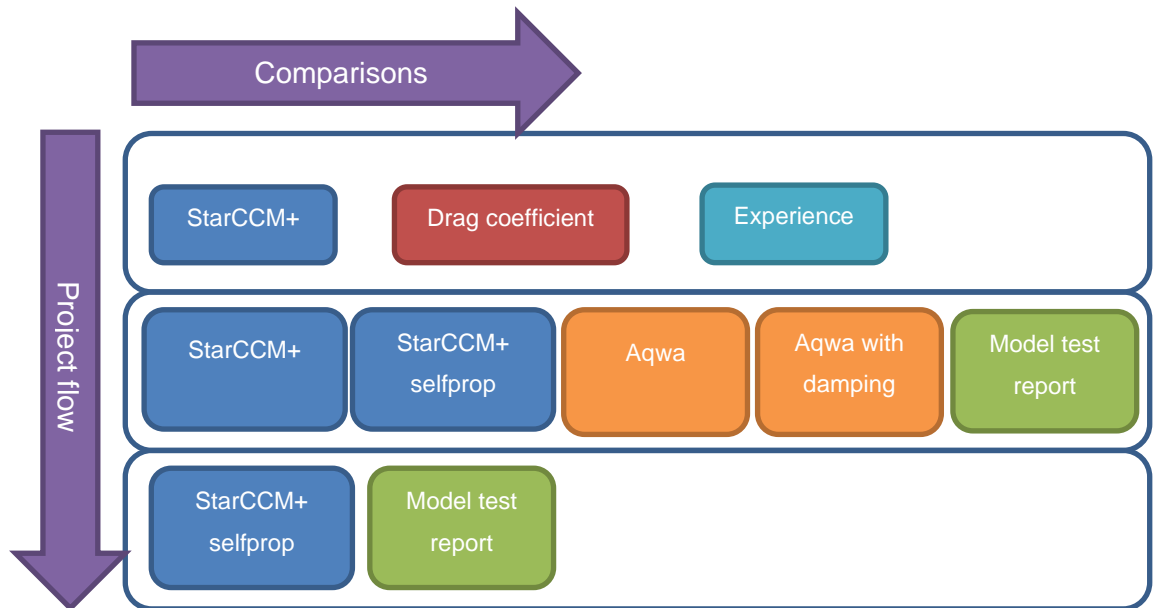 Comparisons
Project flow
StarCCM+
Drag coefficient
Experience
StarCCM+
StarCCM+
selfprop
Aqwa
Aqwa with
damping
Model test
report
StarCCM+
selfprop
Model test
report